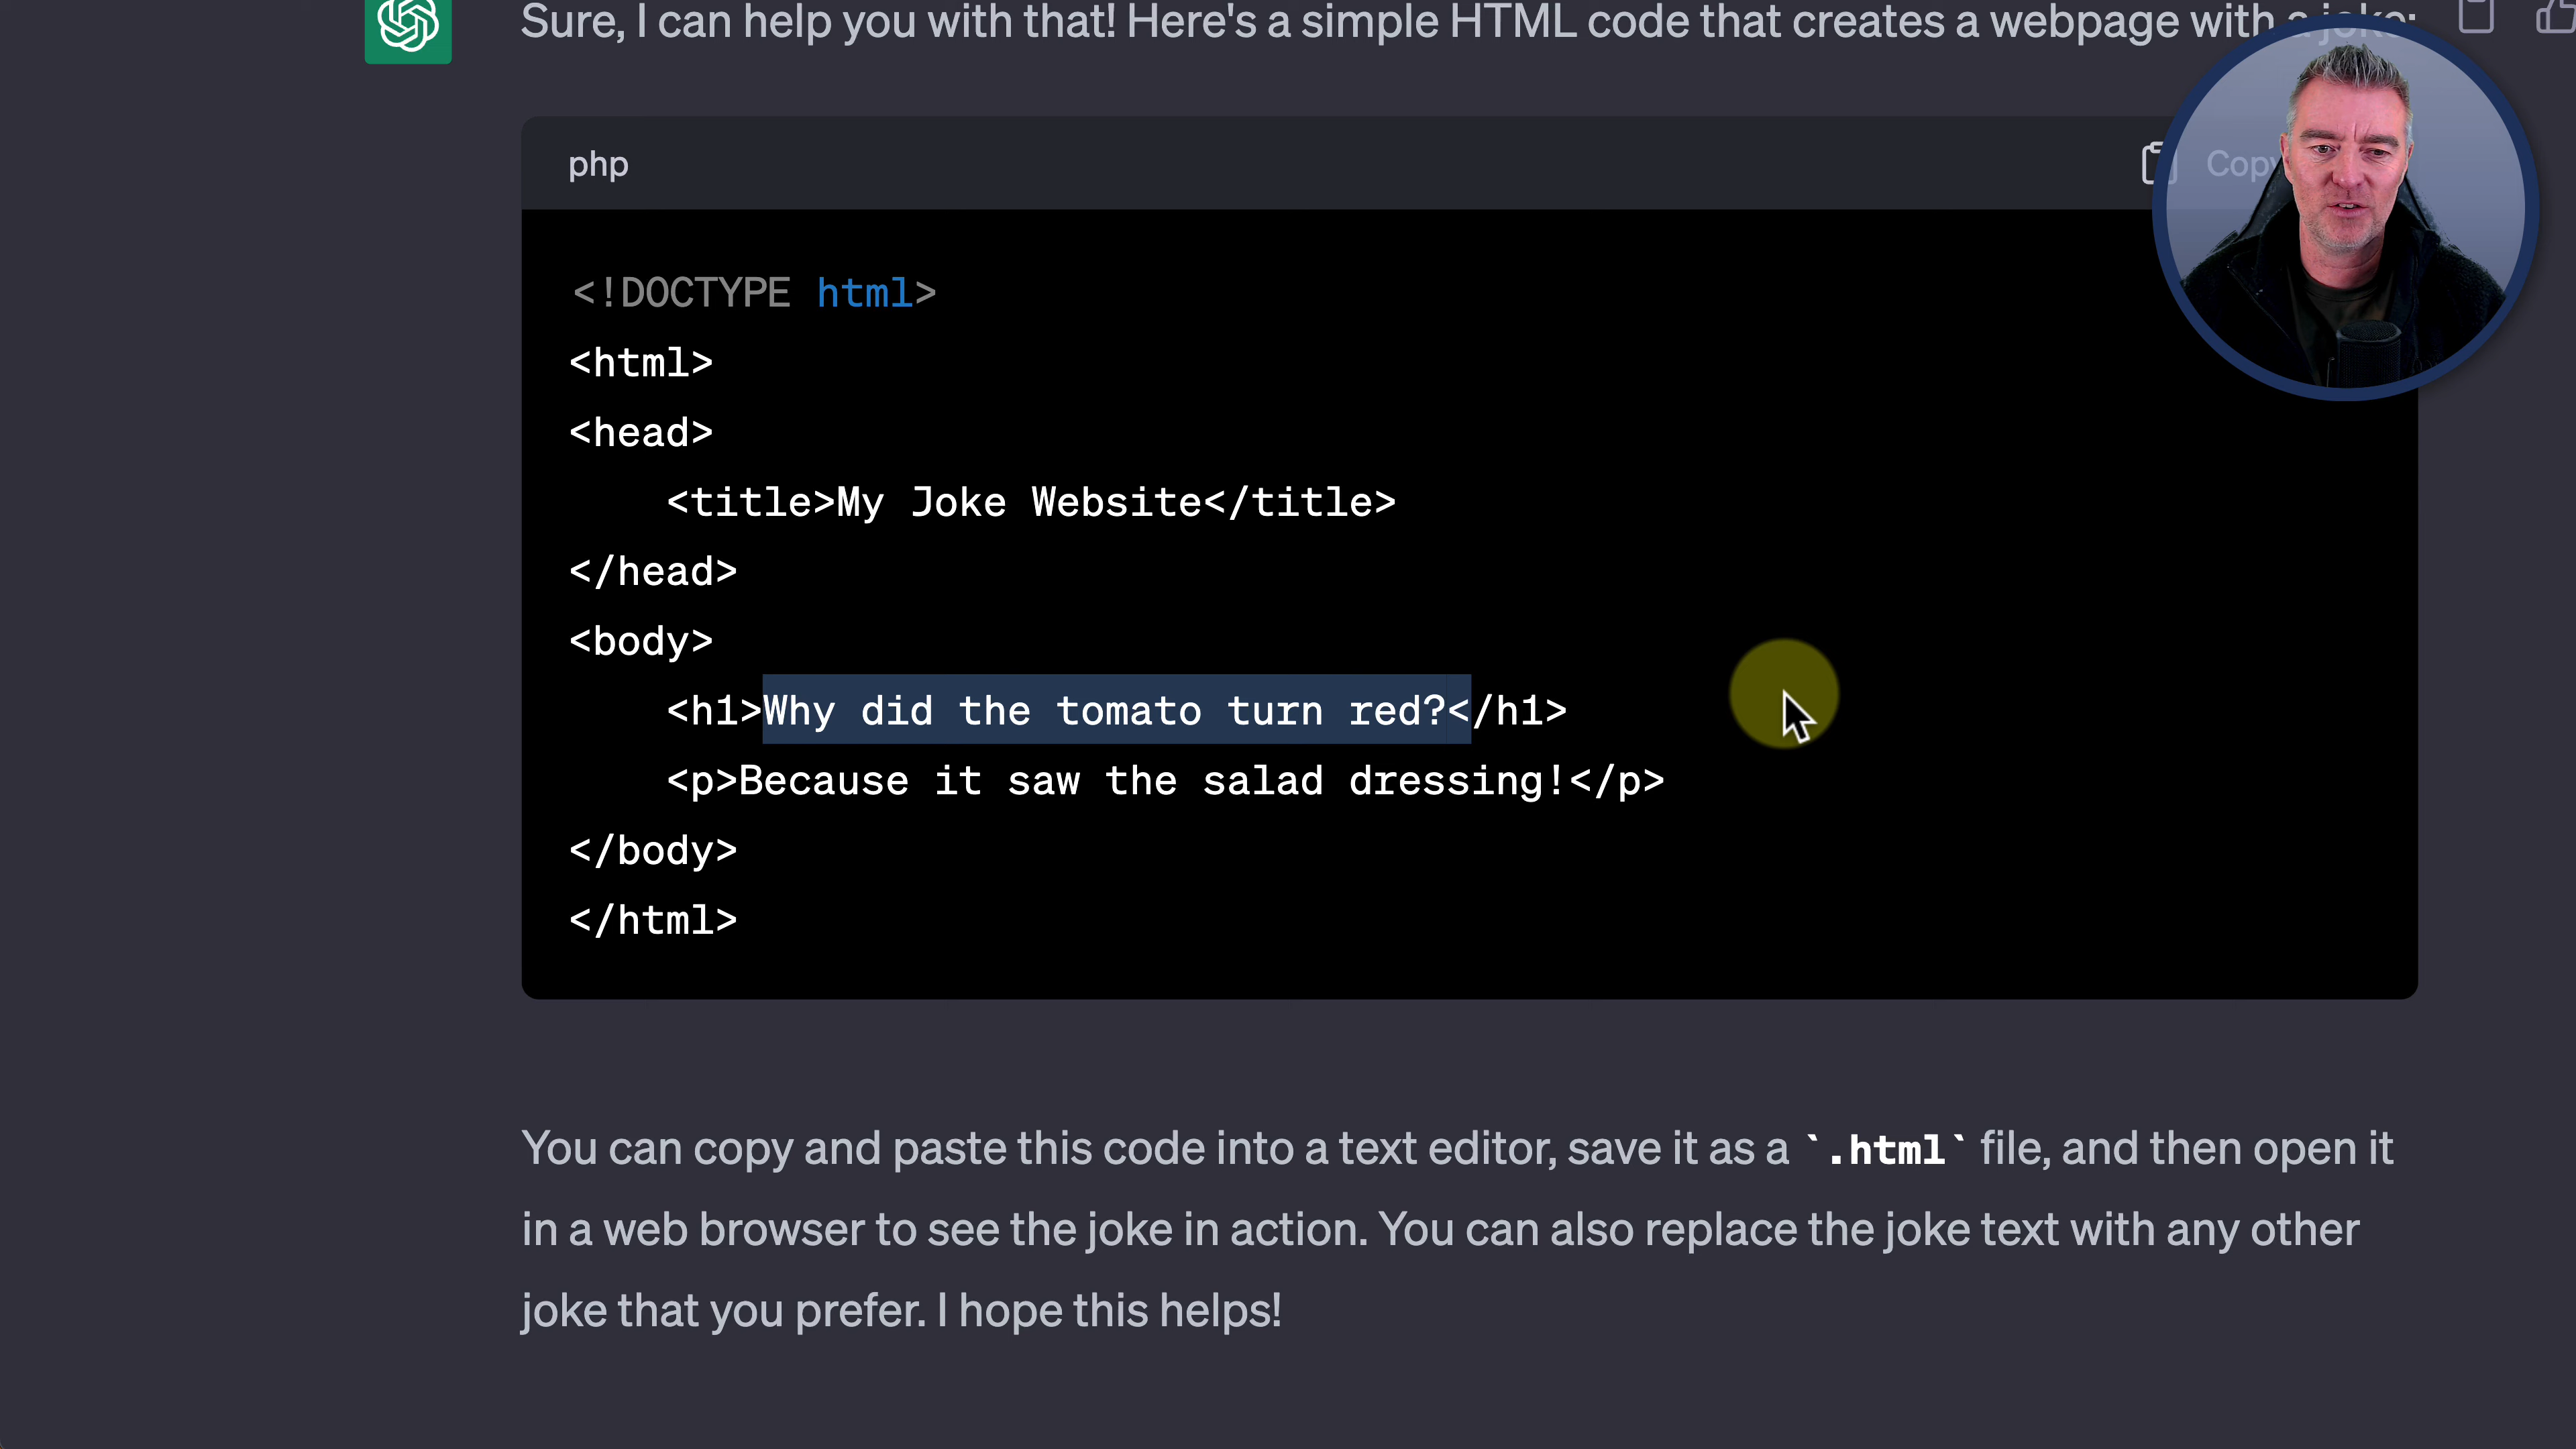 Sure, I can help you with that! Here's a simple HTML code that creates a webpage with a joke:
php
Copy
<!DOCTYPE html>
<html>
<head>
<title>My Joke Website</title>
</head>
<body>
<h1>Why did the tomato turn red?</h1>
<p>Because it saw the salad dressing!</p>
</body>
</html>
You can copy and paste this code into a text editor, save it as a `.html` file, and then open it
in a web browser to see the joke in action. You can also replace the joke text with any other
joke that you prefer. I hope this helps!